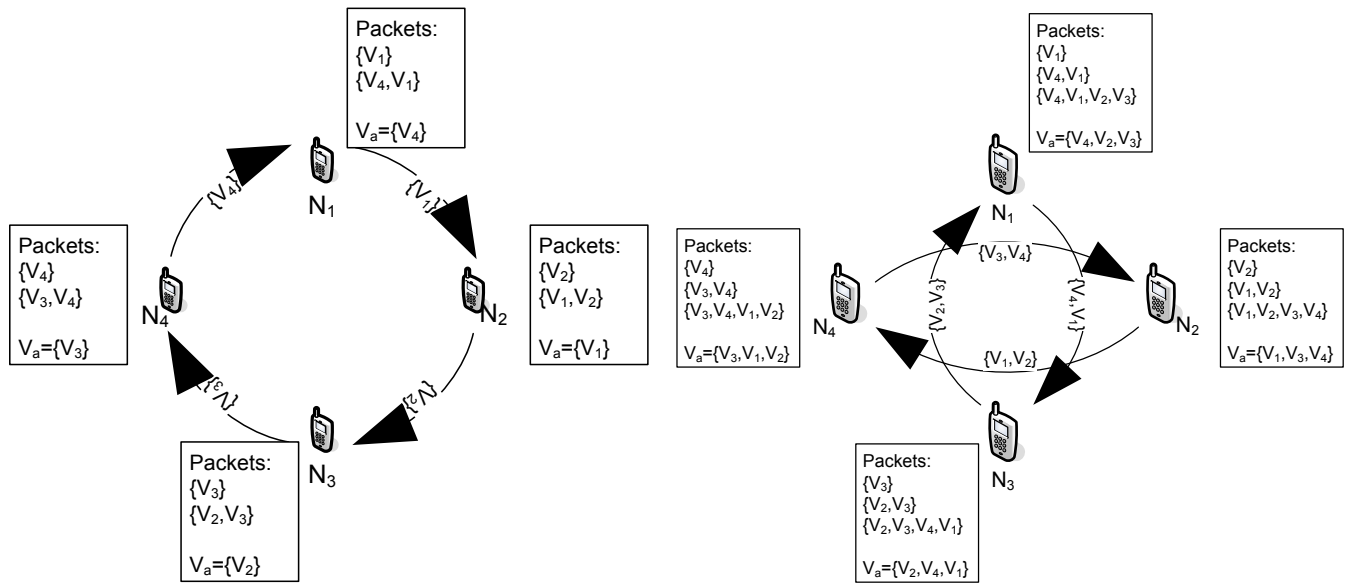 Packets:
{V₁}
{V₄,V₁}
Vₐ={V₄}
N₁
{V₄}
{V₁}
Packets:
{V₄}
{V₃,V₄}
Vₐ={V₃}
N₄
Packets:
{V₂}
{V₁,V₂}
Vₐ={V₁}
N₂
{V₃}
{V₂}
N₃
Packets:
{V₃}
{V₂,V₃}
Vₐ={V₂}
Packets:
{V₁}
{V₄,V₁}
{V₄,V₁,V₂,V₃}
Vₐ={V₄,V₂,V₃}
N₁
{V₃,V₄}
Packets:
{V₄}
{V₃,V₄}
{V₃,V₄,V₁,V₂}
Vₐ={V₃,V₁,V₂}
N₄
{V₂,V₃}
{V₄,V₁}
N₂
Packets:
{V₂}
{V₁,V₂}
{V₁,V₂,V₃,V₄}
Vₐ={V₁,V₃,V₄}
{V₁,V₂}
N₃
Packets:
{V₃}
{V₂,V₃}
{V₂,V₃,V₄,V₁}
Vₐ={V₂,V₄,V₁}